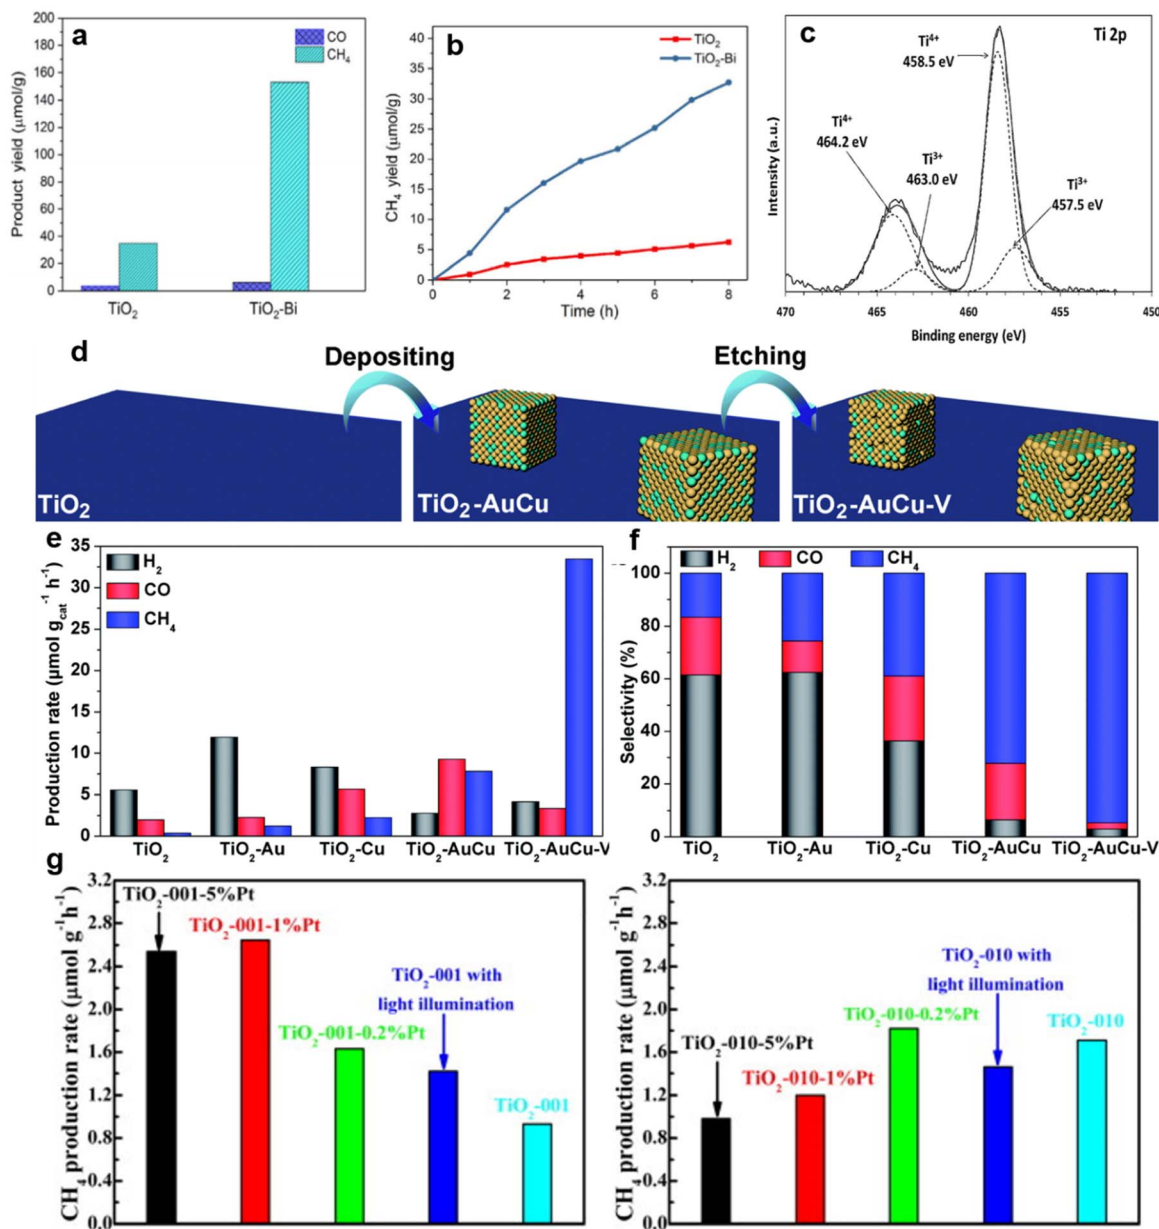 a
CO
CH₄
Product yield (μmol/g)
200
180
160
140
120
100
80
60
40
20
0
TiO₂
TiO₂-Bi
b
TiO₂
TiO₂-Bi
CH₄ yield (μmol/g)
40
35
30
25
20
15
10
5
0
0 2 4 6 8
Time (h)
c
Ti 2p
Ti⁴⁺
458.5 eV
Ti⁴⁺
464.2 eV
Ti³⁺
463.0 eV
Ti³⁺
457.5 eV
Intensity (a.u.)
470 465 460 455 450
Binding energy (eV)
d
Depositing
Etching
TiO₂
TiO₂-AuCu
TiO₂-AuCu-V
e
H₂
CO
CH₄
Production rate (μmol g_cat⁻¹ h⁻¹)
35
30
25
20
15
10
5
0
TiO₂ TiO₂-Au TiO₂-Cu TiO₂-AuCu TiO₂-AuCu-V
f
H₂ CO CH₄
Selectivity (%)
100
80
60
40
20
0
TiO₂ TiO₂-Au TiO₂-Cu TiO₂-AuCu TiO₂-AuCu-V
g
CH₄ production rate (μmol g⁻¹h⁻¹)
3.2
2.8
2.4
2.0
1.6
1.2
0.8
0.4
0.0
TiO₂-001-5%Pt
TiO₂-001-1%Pt
TiO₂-001-0.2%Pt
TiO₂-001 with
light illumination
TiO₂-001
CH₄ production rate (μmol g⁻¹h⁻¹)
3.2
2.8
2.4
2.0
1.6
1.2
0.8
0.4
0.0
TiO₂-010-5%Pt
TiO₂-010-1%Pt
TiO₂-010-0.2%Pt
TiO₂-010 with
light illumination
TiO₂-010